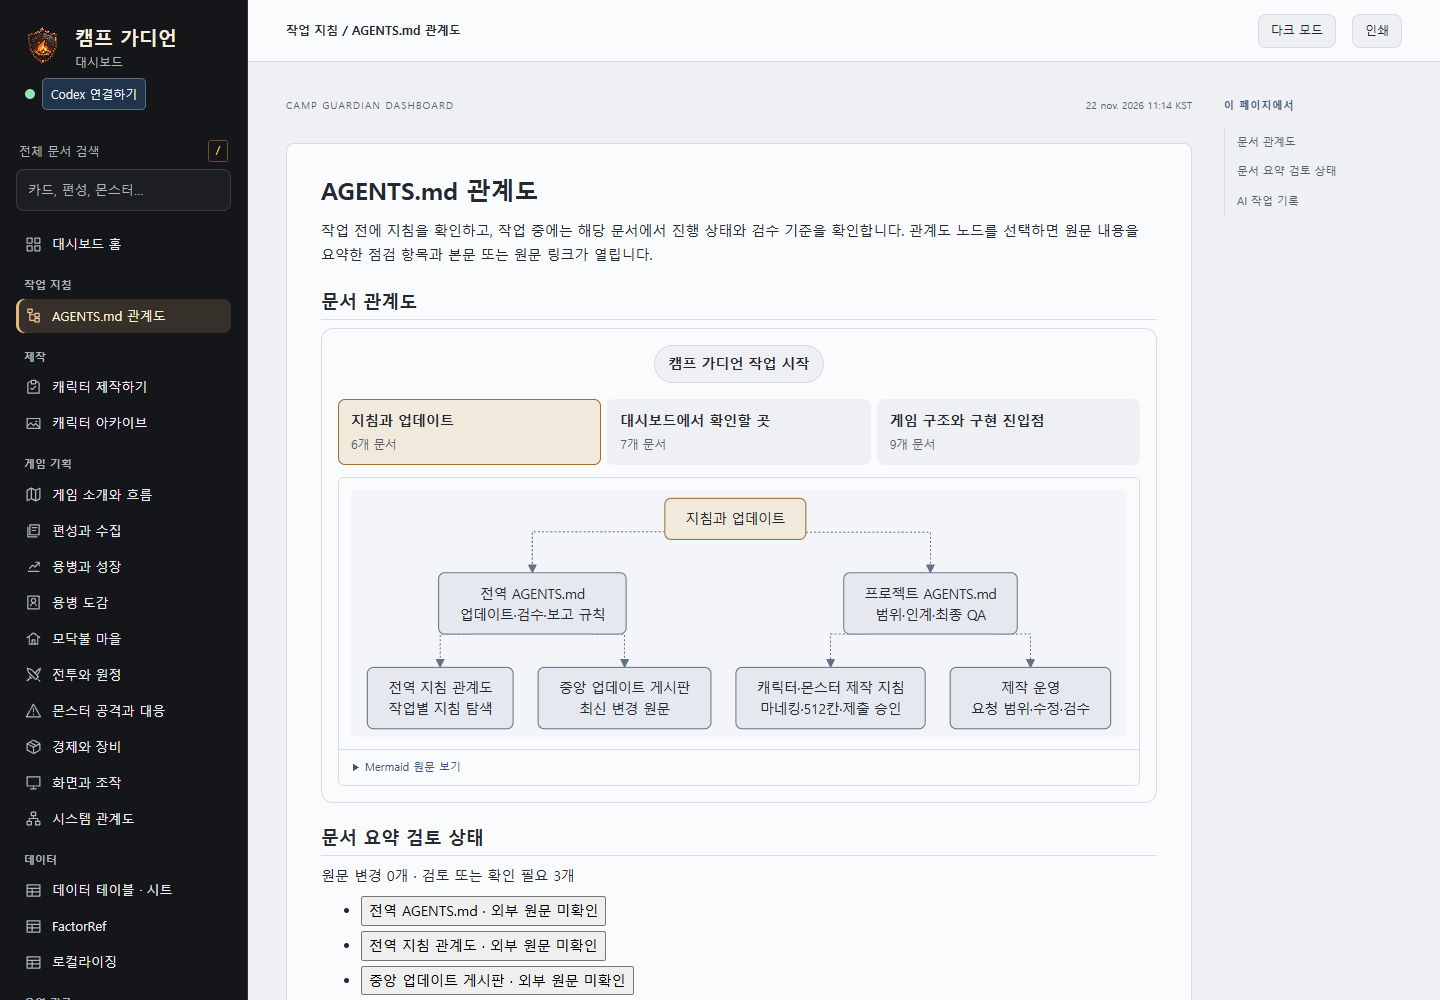 캠프 가디언
대시보드
Codex 연결하기
전체 문서 검색
/
카드, 편성, 몬스터...
대시보드 홈
작업 지침
AGENTS.md 관계도
제작
캐릭터 제작하기
캐릭터 아카이브
게임 기획
게임 소개와 흐름
편성과 수집
용병과 성장
용병 도감
모닥불 마을
전투와 원정
몬스터 공격과 대응
경제와 장비
화면과 조작
시스템 관계도
데이터
데이터 테이블 · 시트
FactorRef
로컬라이징
작업 지침 / AGENTS.md 관계도
다크 모드
인쇄
CAMP GUARDIAN DASHBOARD
22 nov. 2026 11:14 KST
AGENTS.md 관계도
작업 전에 지침을 확인하고, 작업 중에는 해당 문서에서 진행 상태와 검수 기준을 확인합니다. 관계도 노드를 선택하면 원문 내용을
요약한 점검 항목과 본문 또는 원문 링크가 열립니다.
문서 관계도
캠프 가디언 작업 시작
지침과 업데이트
6개 문서
대시보드에서 확인할 곳
7개 문서
게임 구조와 구현 진입점
9개 문서
지침과 업데이트
전역 AGENTS.md
업데이트·검수·보고 규칙
프로젝트 AGENTS.md
범위·인계·최종 QA
전역 지침 관계도
작업별 지침 탐색
중앙 업데이트 게시판
최신 변경 원문
캐릭터·몬스터 제작 지침
마네킹·512칸·제출 승인
제작 운영
요청 범위·수정·검수
▶ Mermaid 원문 보기
문서 요약 검토 상태
원문 변경 0개 · 검토 또는 확인 필요 3개
전역 AGENTS.md · 외부 원문 미확인
전역 지침 관계도 · 외부 원문 미확인
중앙 업데이트 게시판 · 외부 원문 미확인
이 페이지에서
문서 관계도
문서 요약 검토 상태
AI 작업 기록